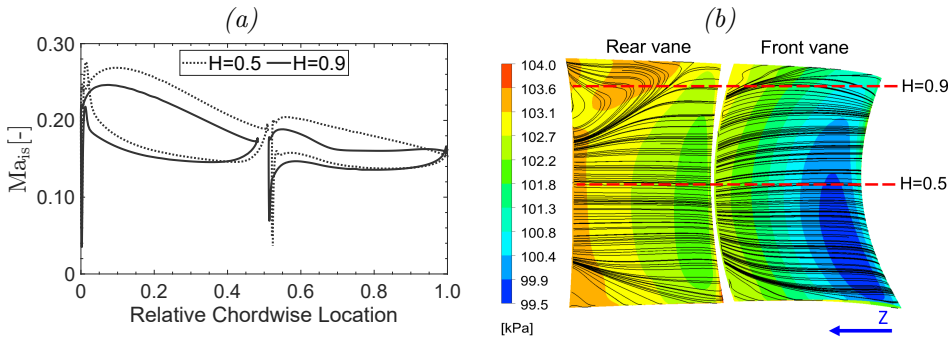 (a)
0.30
0.20
0.10
0
Ma_is[-]
H=0.5 H=0.9
0 0.2 0.4 0.6 0.8 1.0
Relative Chordwise Location
(b)
Rear vane Front vane
104.0
103.6
103.1
102.7
102.2
101.8
101.3
100.9
100.4
99.9
99.5
[kPa]
H=0.9
H=0.5
Z